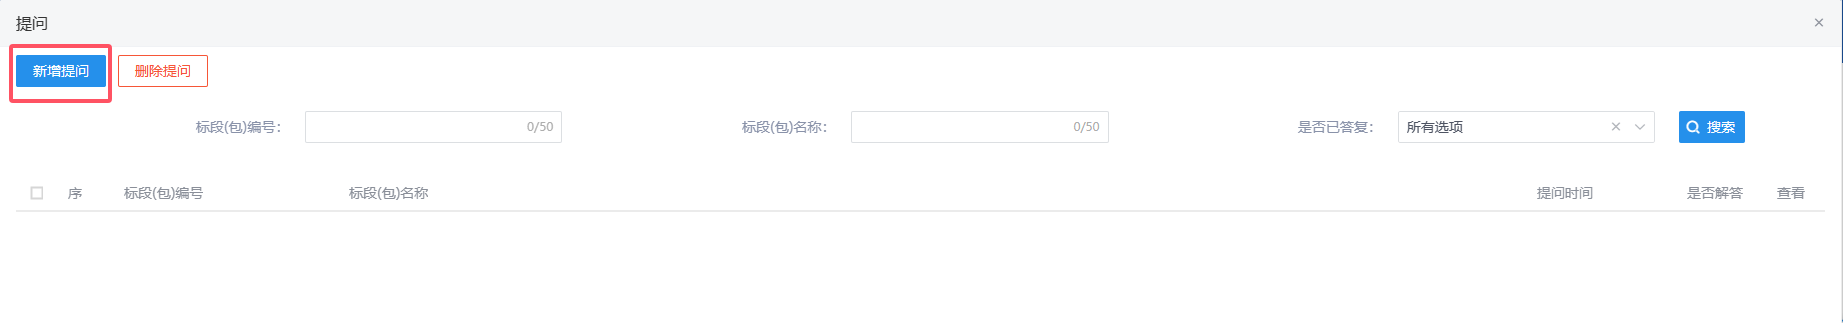 提问
新增提问 删除提问
标段(包)编号: 0/50 标段(包)名称: 0/50 是否已答复: 所有选项 搜索
序 标段(包)编号 标段(包)名称 提问时间 是否解答 查看